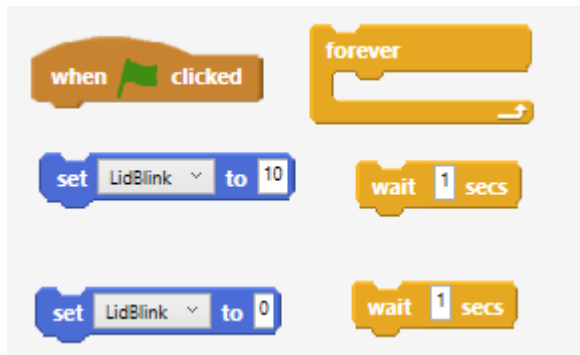 when clicked
forever
set LidBlink to 10
wait 1 secs
set LidBlink to 0
wait 1 secs